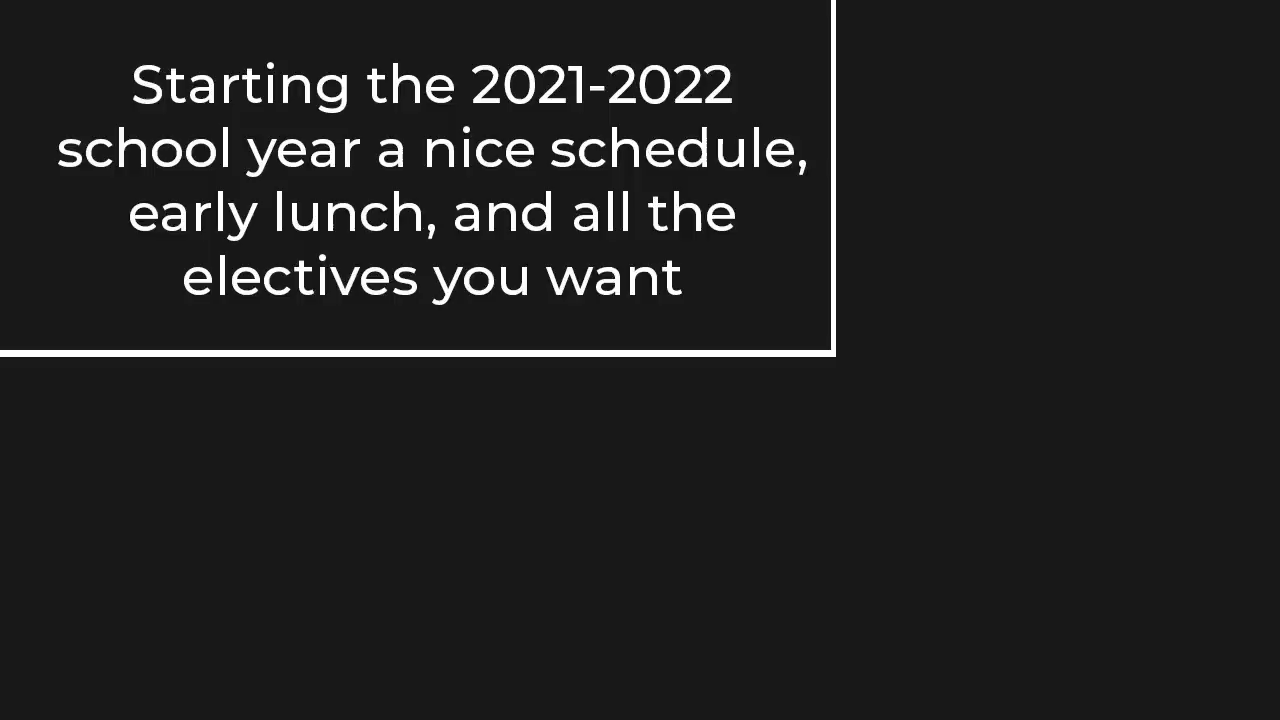 Starting the 2021-2022
school year a nice schedule,
early lunch, and all the
electives you want